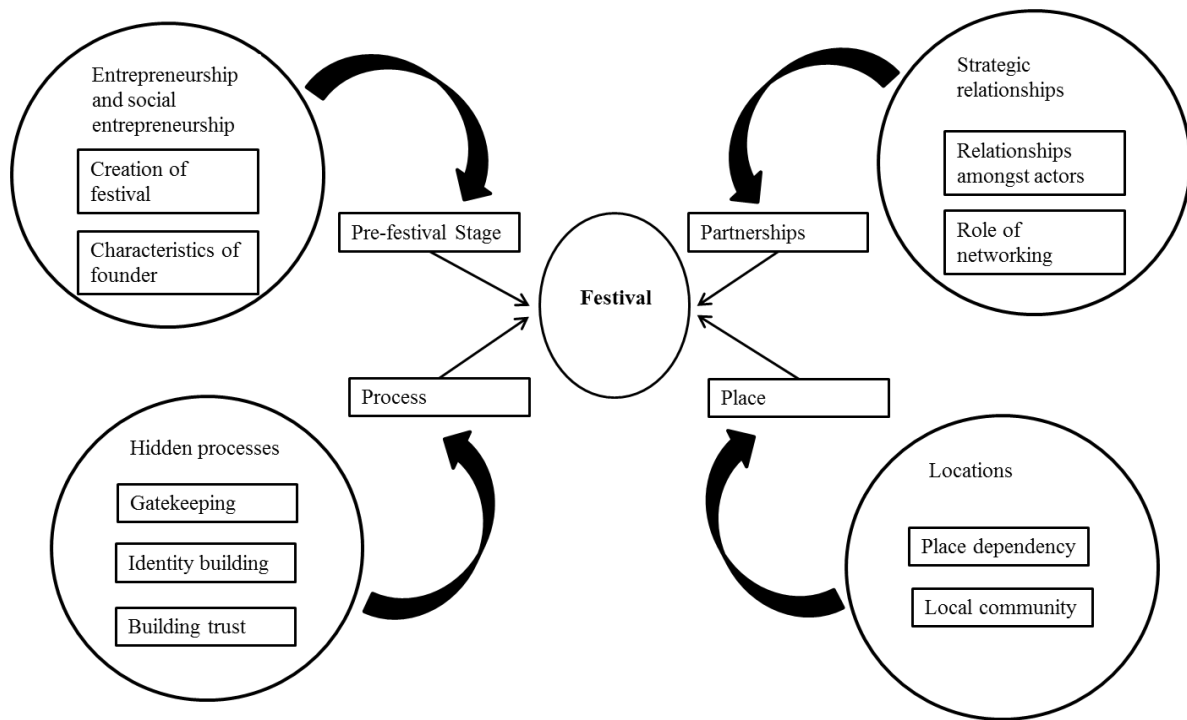 Entrepreneurship
and social
entrepreneurship
Creation of
festival
Characteristics of
founder
Pre-festival Stage
Strategic
relationships
Relationships
amongst actors
Role of
networking
Partnerships
Festival
Process
Place
Hidden processes
Gatekeeping
Identity building
Building trust
Locations
Place dependency
Local community